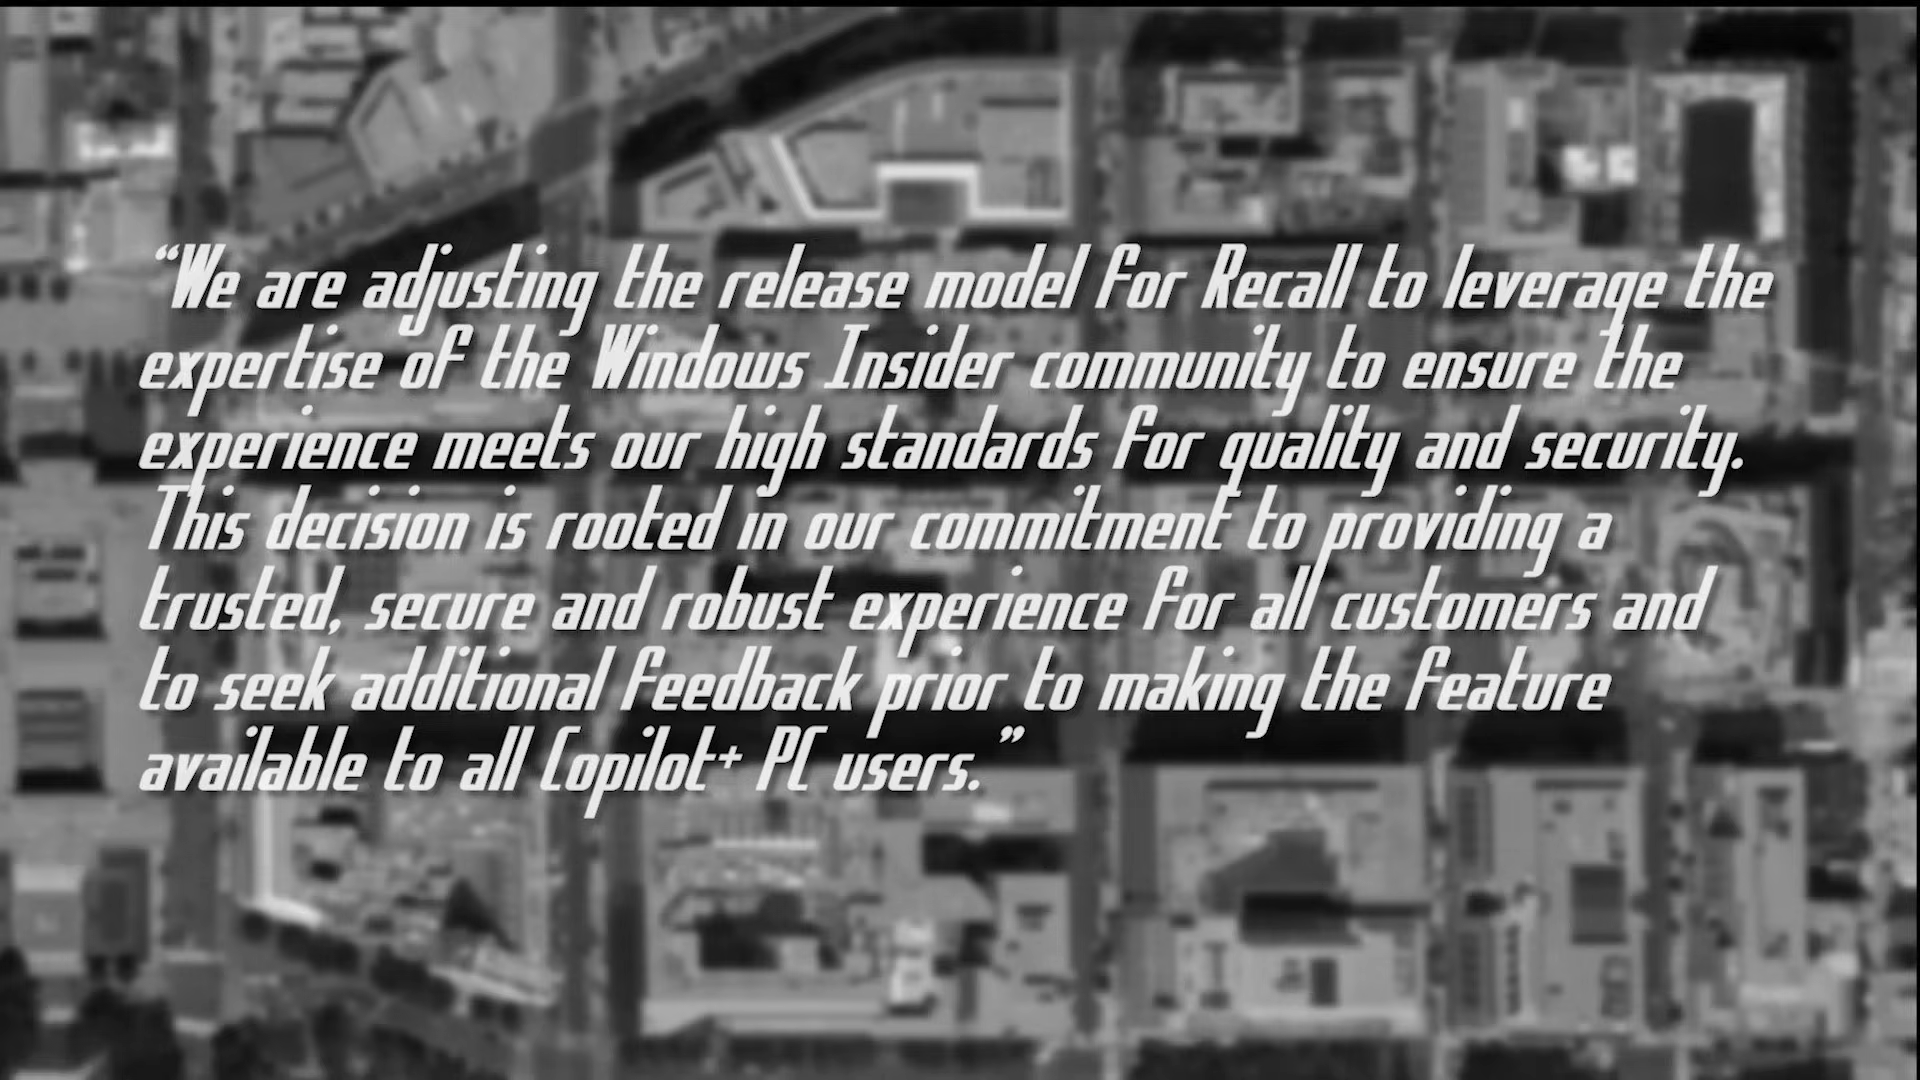 “We are adjusting the release model for Recall to leverage the
expertise of the Windows Insider community to ensure the
experience meets our high standards for quality and security.
This decision is rooted in our commitment to providing a
trusted, secure and robust experience for all customers and
to seek additional feedback prior to making the feature
available to all Copilot+ PC users.”